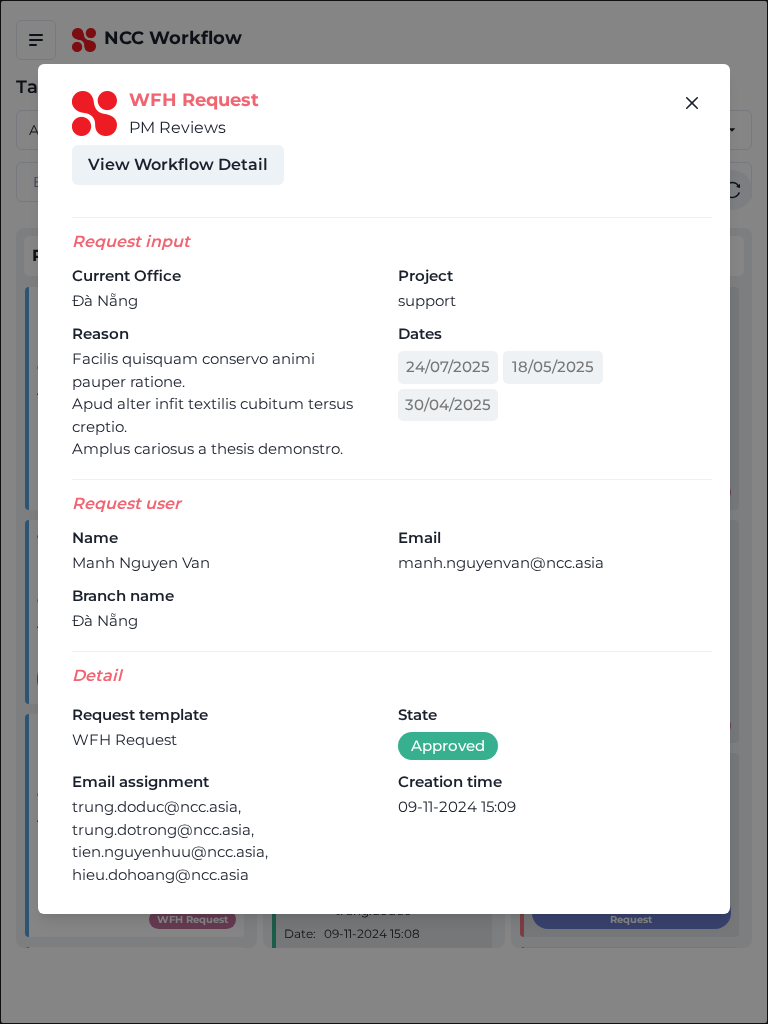 NCC Workflow
Ta
WFH Request
PM Reviews
View Workflow Detail
Request input
Current Office
Project
Đà Nẵng
support
Reason
Dates
Facilis quisquam conservo animi
pauper ratione.
Apud alter infit textilis cubitum tersus
creptio.
Amplus cariosus a thesis demonstro.
24/07/2025
18/05/2025
30/04/2025
Request user
Name
Email
Manh Nguyen Van
manh.nguyenvan@ncc.asia
Branch name
Đà Nẵng
Detail
Request template
State
WFH Request
Approved
Email assignment
Creation time
trung.doduc@ncc.asia,
trung.dotrong@ncc.asia,
tien.nguyenhuu@ncc.asia,
hieu.dohoang@ncc.asia
09-11-2024 15:09
WFH Request
Date: 09-11-2024 15:08
Request